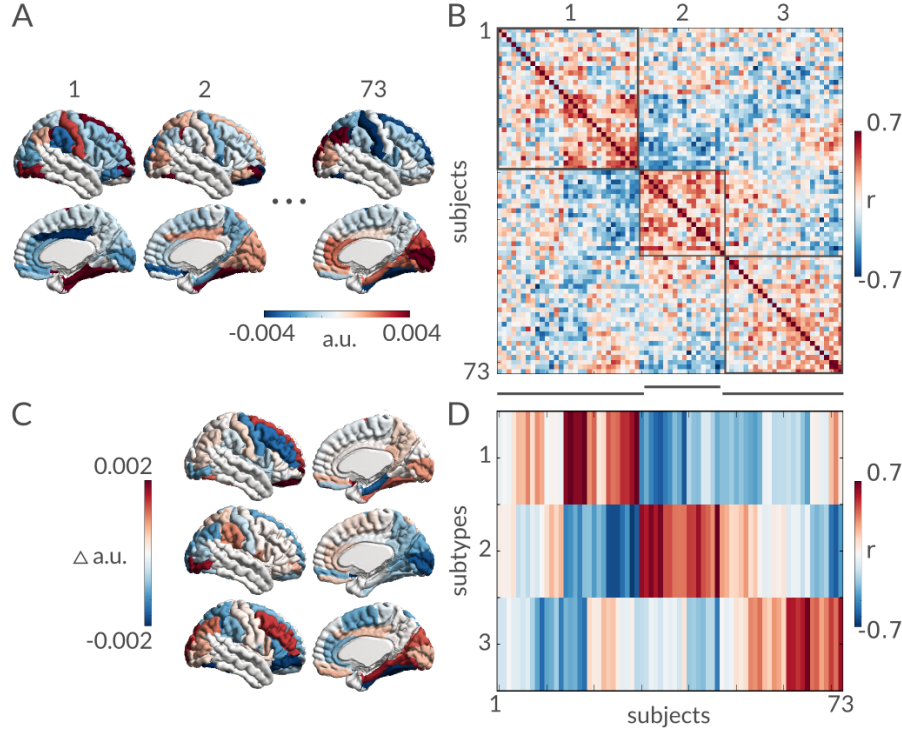 A
1 2 73
...
-0.004 0.004
a.u.
B
1 2 3
1
subjects
73
0.7
r
-0.7
C
0.002
Δ a.u.
-0.002
D
1
2
3
subtypes
1 73
subjects
0.7
r
-0.7